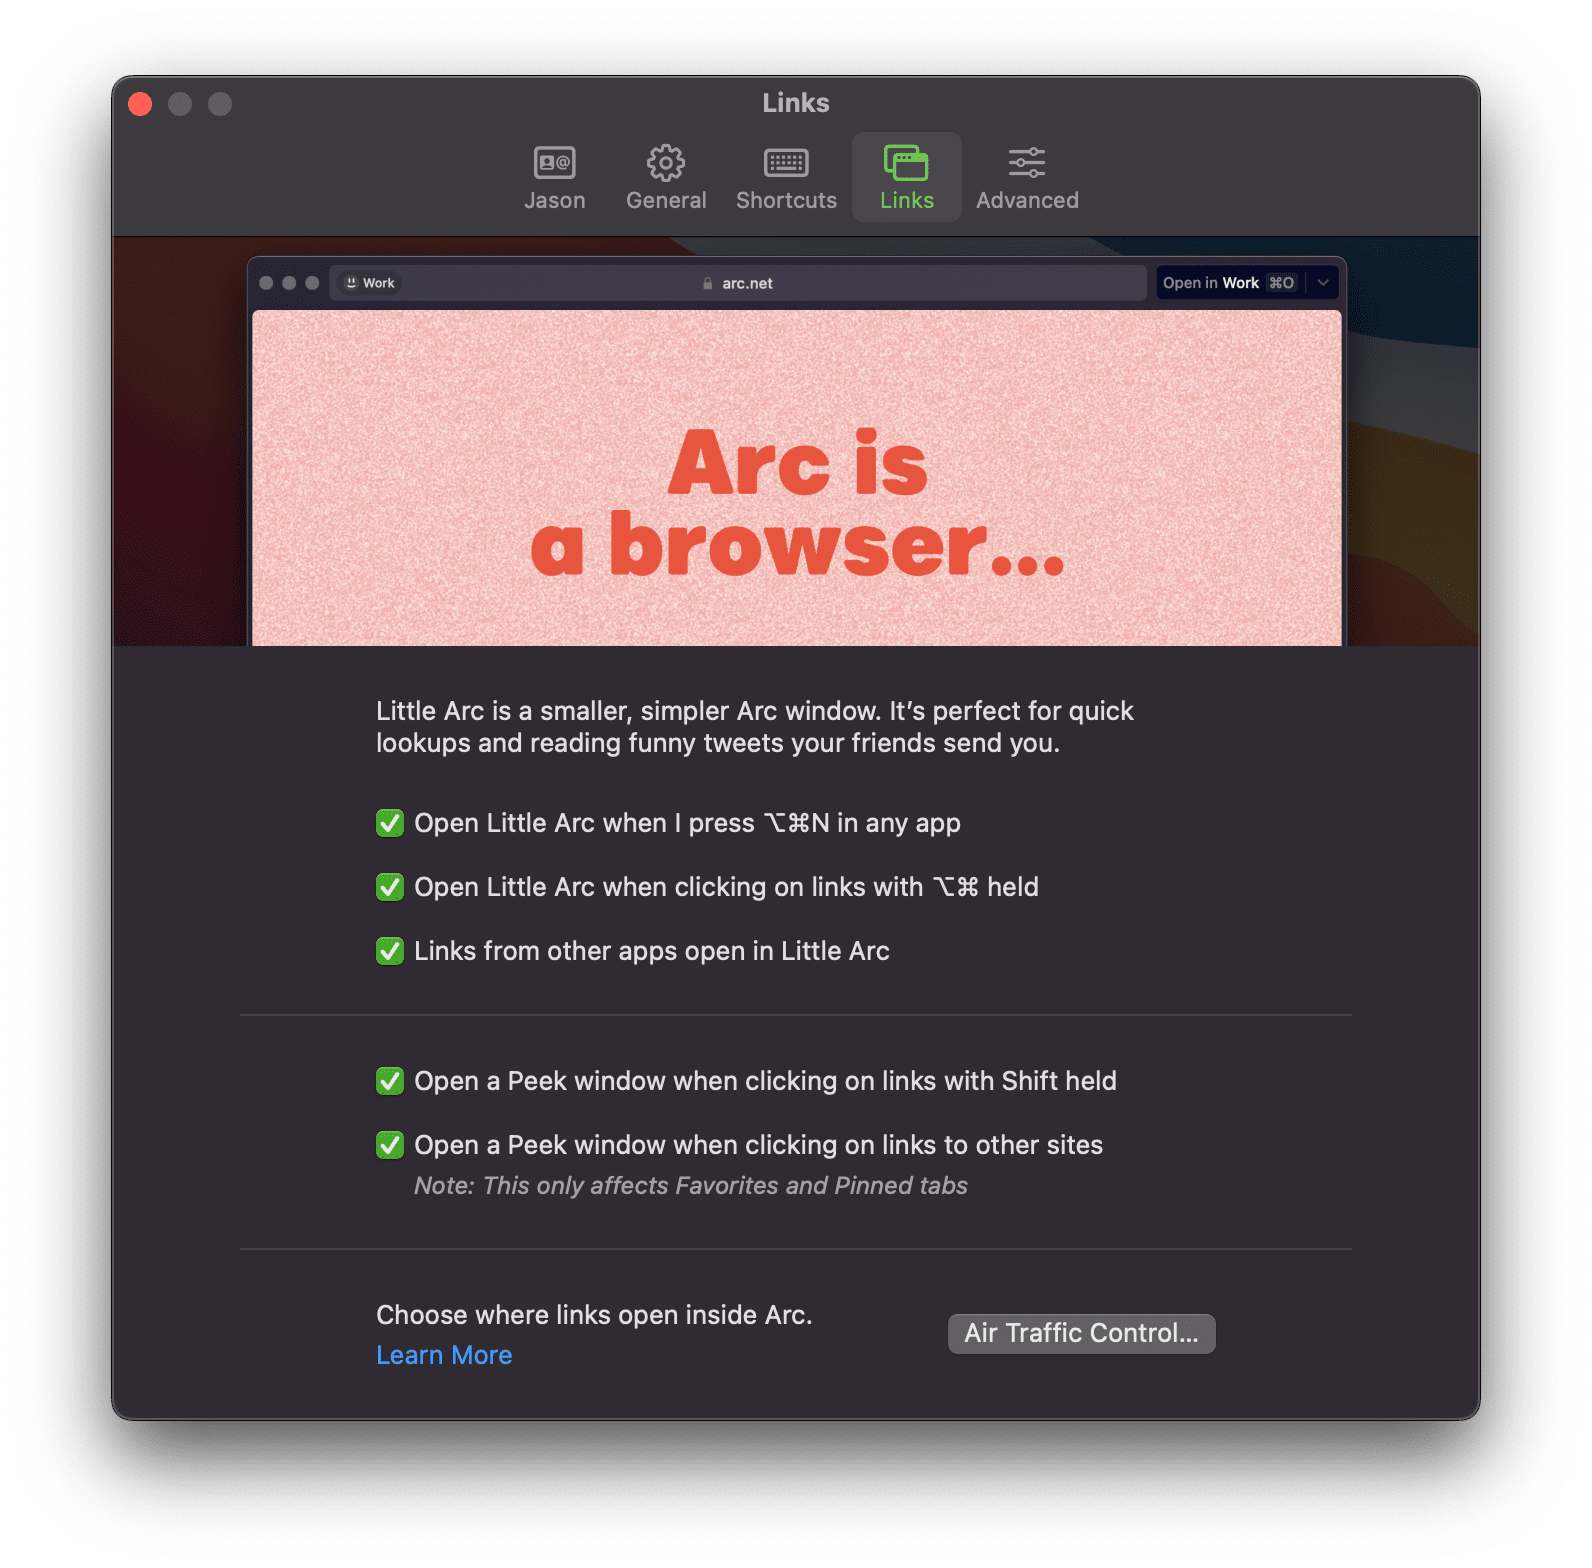 Links
Jason
General
Shortcuts
Links
Advanced
Work
arc.net
Open in Work ⌘O
Arc is
a browser...
Little Arc is a smaller, simpler Arc window. It’s perfect for quick
lookups and reading funny tweets your friends send you.
Open Little Arc when I press ⌥⌘N in any app
Open Little Arc when clicking on links with ⌥⌘ held
Links from other apps open in Little Arc
Open a Peek window when clicking on links with Shift held
Open a Peek window when clicking on links to other sites
Note: This only affects Favorites and Pinned tabs
Choose where links open inside Arc.
Learn More
Air Traffic Control...